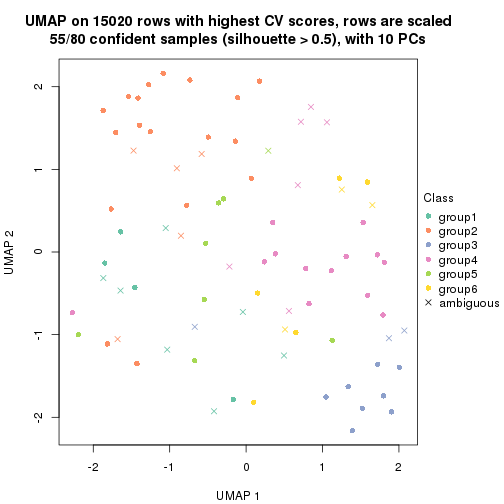 UMAP on 15020 rows with highest CV scores, rows are scaled
55/80 confident samples (silhouette > 0.5), with 10 PCs
UMAP 2
2
1
0
-1
-2
-2
-1
0
1
2
UMAP 1
Class
group1
group2
group3
group4
group5
group6
ambiguous